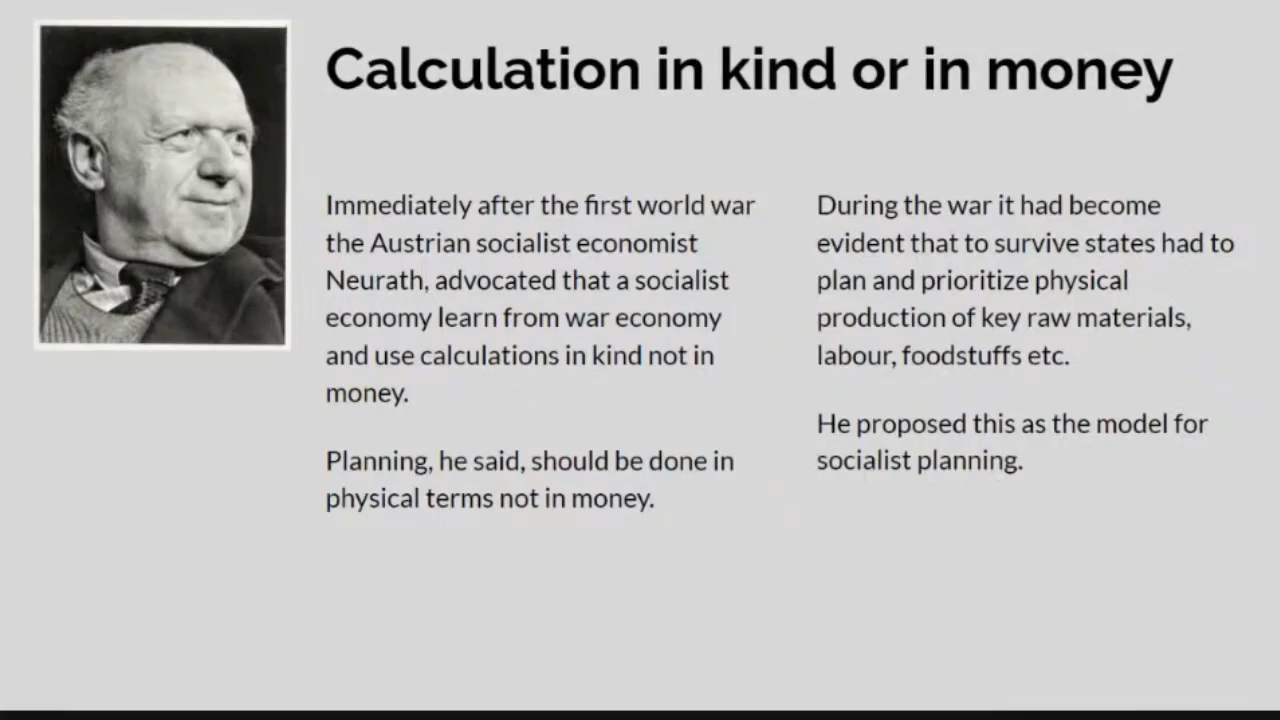 Calculation in kind or in money
Immediately after the first world war
the Austrian socialist economist
Neurath, advocated that a socialist
economy learn from war economy
and use calculations in kind not in
money.
Planning, he said, should be done in
physical terms not in money.
During the war it had become
evident that to survive states had to
plan and prioritize physical
production of key raw materials,
labour, foodstuffs etc.
He proposed this as the model for
socialist planning.